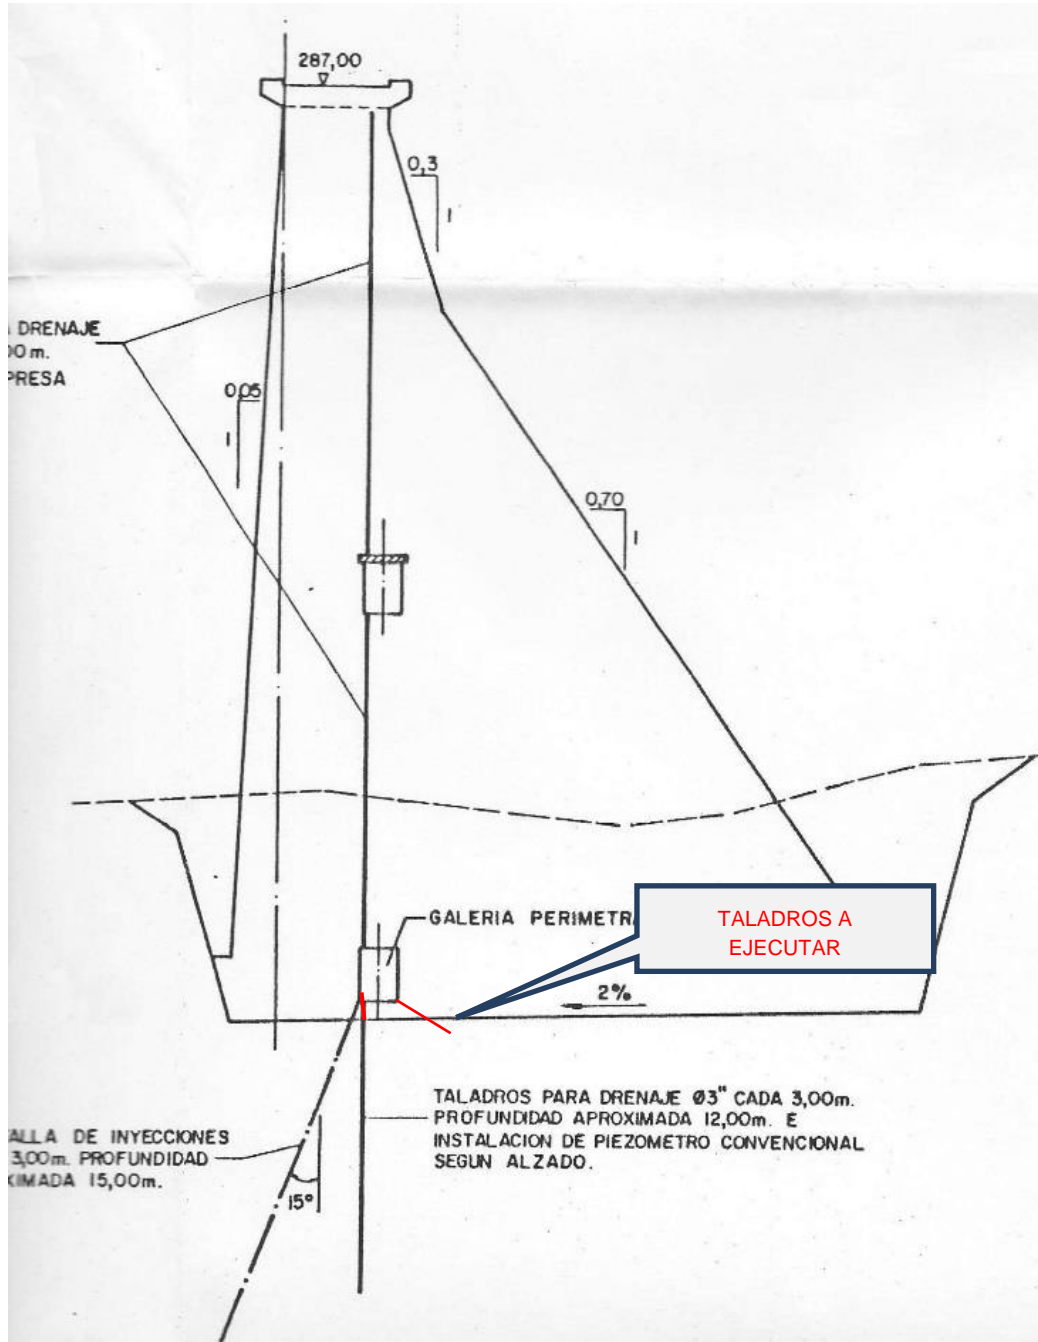 287,00
0,3
1
DRENAJE
00 m.
PRESA
0,05
1
0,70
1
GALERIA PERIMETRA
TALADROS A
EJECUTAR
2%
TALADROS PARA DRENAJE Ø3" CADA 3,00m.
PROFUNDIDAD APROXIMADA 12,00m. E
INSTALACION DE PIEZOMETRO CONVENCIONAL
SEGUN ALZADO.
ALLA DE INYECCIONES
3,00m. PROFUNDIDAD
XIMADA 15,00m.
15°